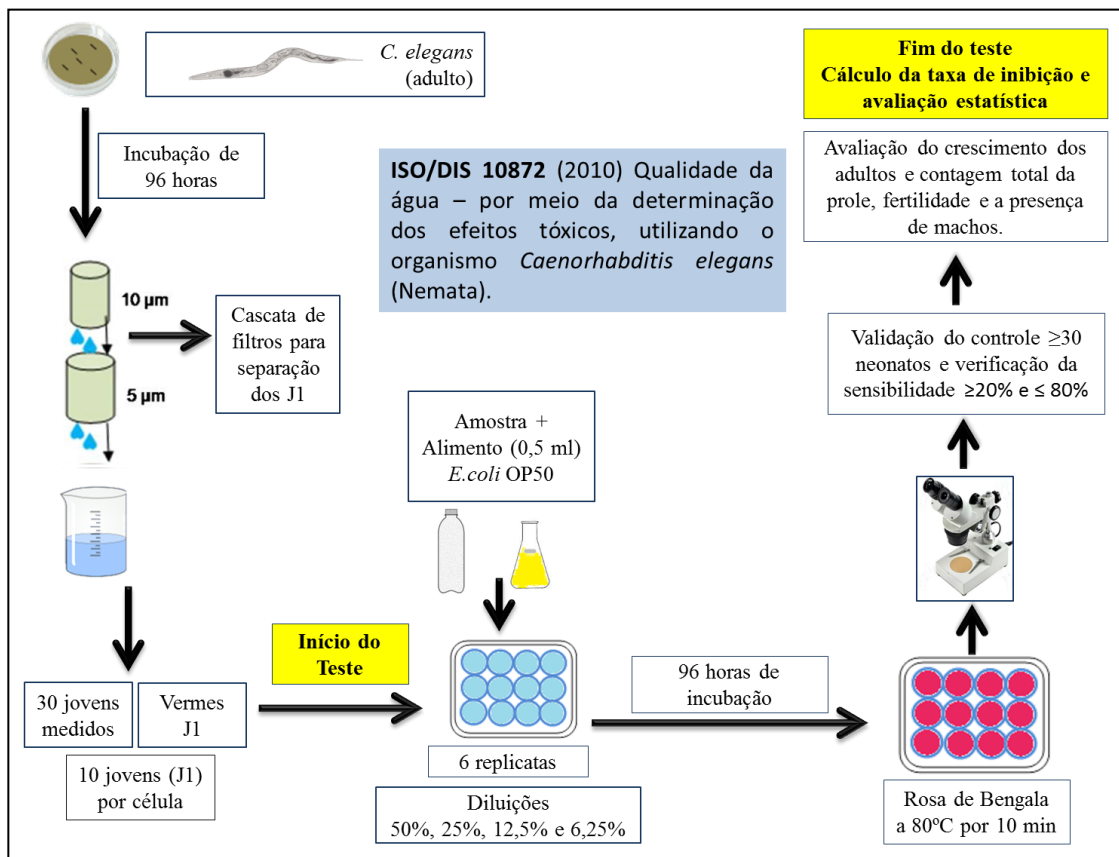 C. elegans
(adulto)
Incubação de
96 horas
10 µm
5 µm
Cascata de
filtros para
separação
dos J1
30 jovens
medidos
Vermes
J1
10 jovens (J1)
por célula
ISO/DIS 10872 (2010) Qualidade da
água – por meio da determinação
dos efeitos tóxicos, utilizando o
organismo Caenorhabditis elegans
(Nemata).
Início do
Teste
Amostra +
Alimento (0,5 ml)
E.coli OP50
6 replicatas
Diluições
50%, 25%, 12,5% e 6,25%
96 horas de
incubação
Rosa de Bengala
a 80ºC por 10 min
Validação do controle ≥30
neonatos e verificação da
sensibilidade ≥20% e ≤ 80%
Avaliação do crescimento dos
adultos e contagem total da
prole, fertilidade e a presença
de machos.
Fim do teste
Cálculo da taxa de inibição e
avaliação estatística